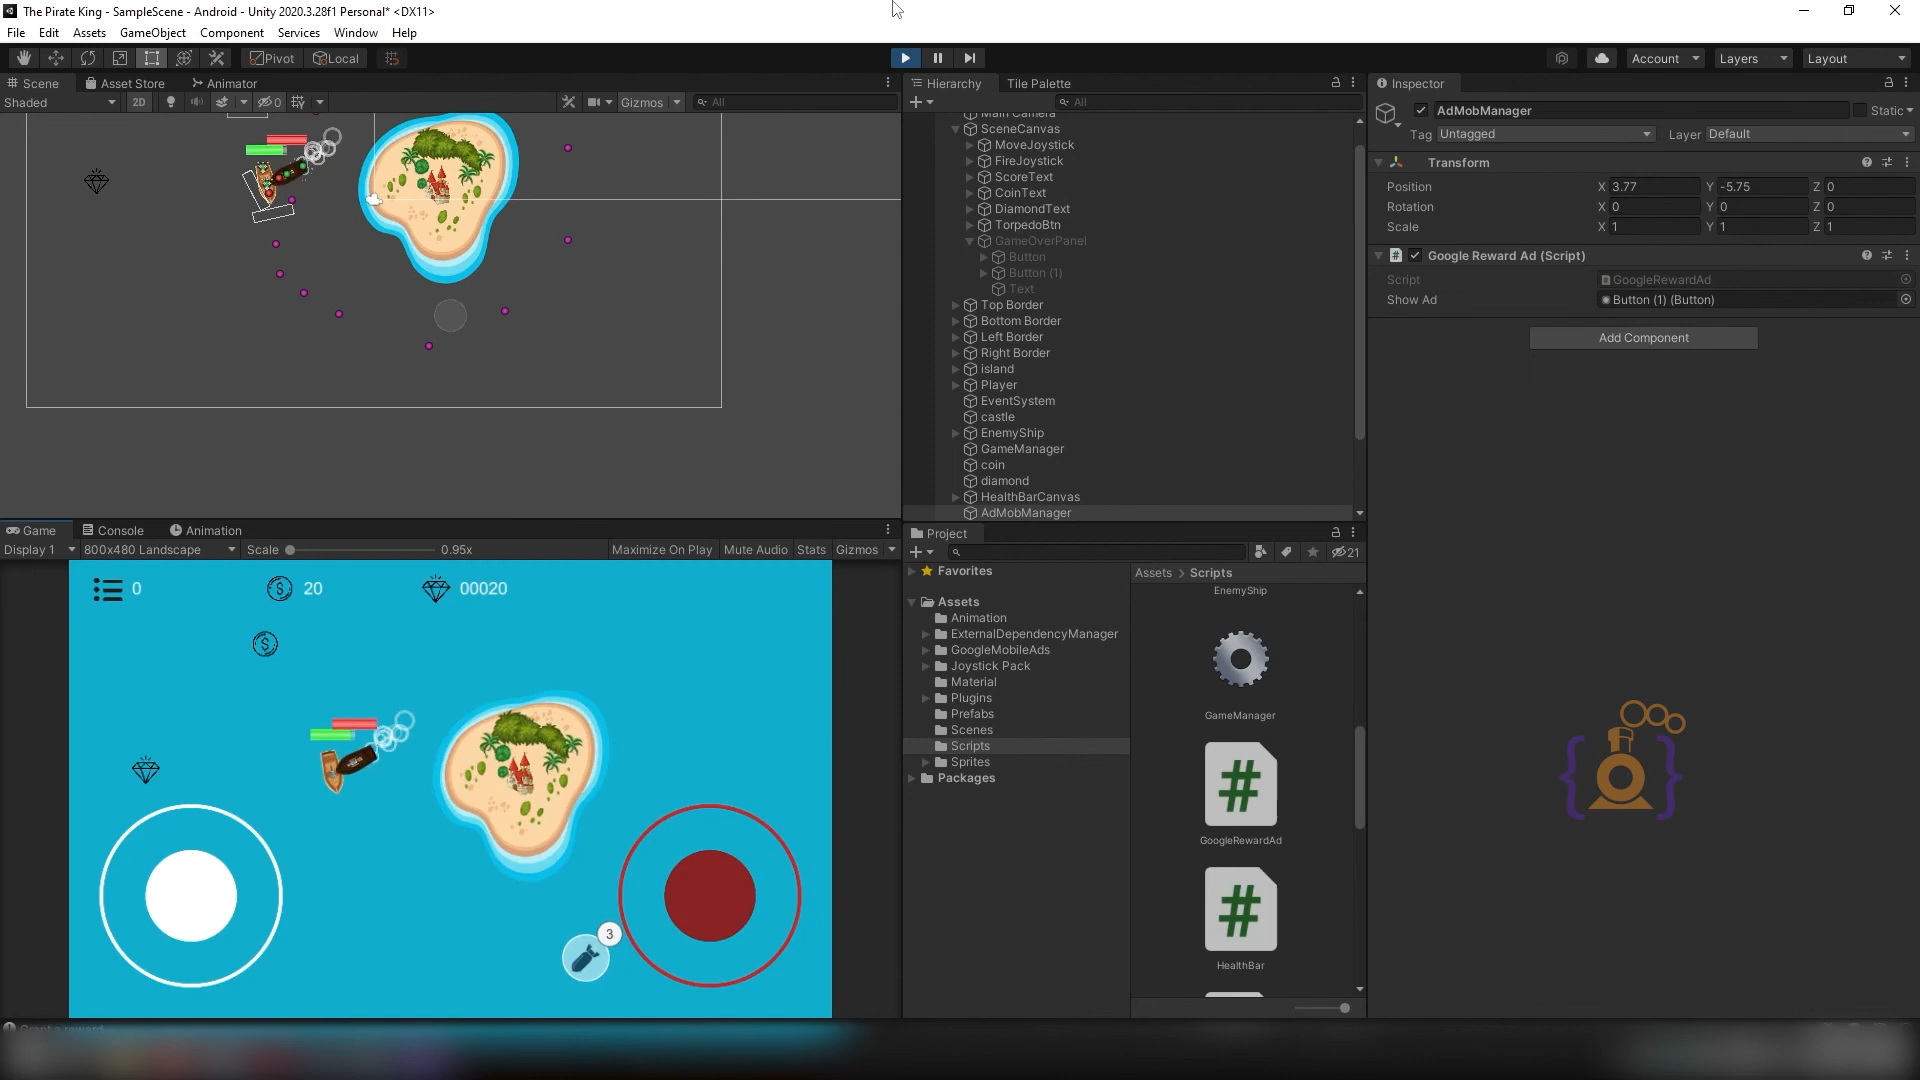 The Pirate King - SampleScene - Android - Unity 2020.3.28f1 Personal* <DX11>
File Edit Assets GameObject Component Services Window Help
Pivot Local Account Layers Layout
Scene Asset Store Animator
Shaded 2D 0 Gizmos All
Hierarchy Tile Palette
All
Main Camera
SceneCanvas
MoveJoystick
FireJoystick
ScoreText
CoinText
DiamondText
TorpedoBtn
GameOverPanel
Button
Button (1)
Text
Top Border
Bottom Border
Left Border
Right Border
island
Player
EventSystem
castle
EnemyShip
GameManager
coin
diamond
HealthBarCanvas
AdMobManager
Inspector
AdMobManager Static
Tag Untagged Layer Default
Transform
Position X 3.77 Y -5.75 Z 0
Rotation X 0 Y 0 Z 0
Scale X 1 Y 1 Z 1
# Google Reward Ad (Script)
Script GoogleRewardAd
Show Ad Button (1) (Button)
Add Component
Game Console Animation
Display 1 800x480 Landscape Scale 0.95x Maximize On Play Mute Audio Stats Gizmos
0 $ 20 00020
$
3
Project
21
Favorites
Assets
Animation
ExternalDependencyManager
GoogleMobileAds
Joystick Pack
Material
Plugins
Prefabs
Scenes
Scripts
Sprites
Packages
Assets > Scripts
EnemyShip
GameManager
#
GoogleRewardAd
#
HealthBar
Grant a reward